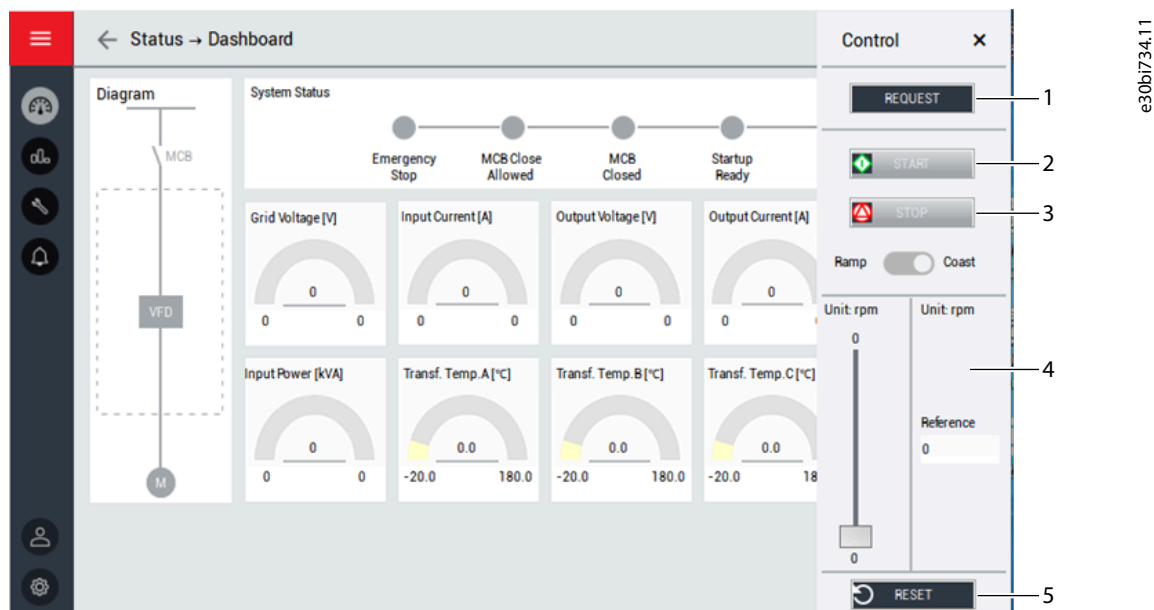 Status → Dashboard
Control
×
e30bi734.11
Diagram
MCB
VFD
M
System Status
Emergency
Stop
MCB Close
Allowed
MCB
Closed
Startup
Ready
Grid Voltage [V]
0
0 0
Input Current [A]
0
0 0
Output Voltage [V]
0
0 0
Output Current [A]
0
0
Input Power [kVA]
0
0 0
Transf. Temp.A [°C]
0.0
-20.0 180.0
Transf. Temp.B [°C]
0.0
-20.0 180.0
Transf. Temp.C [°C]
0.0
-20.0 18
REQUEST
1
START
2
STOP
3
Ramp Coast
Unit: rpm
0
0
Unit: rpm
4
Reference
0
RESET
5